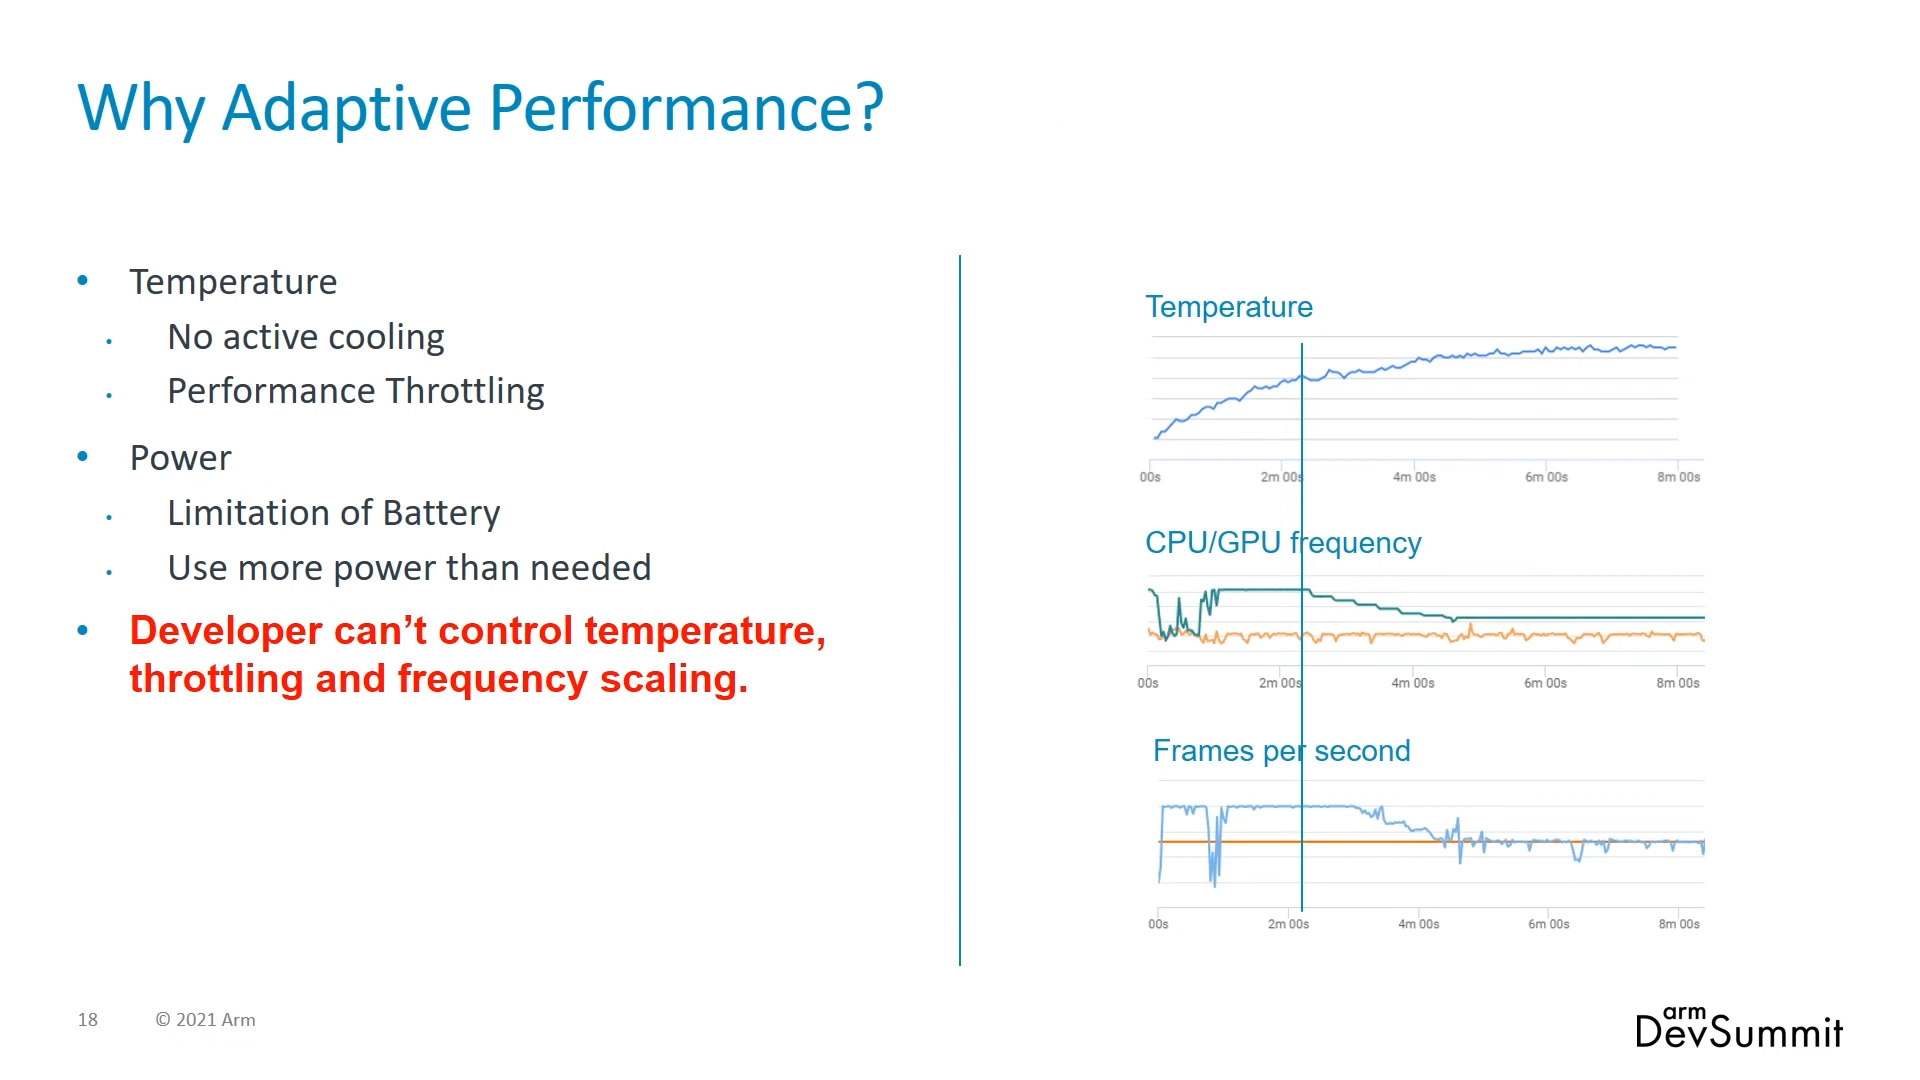 Why Adaptive Performance?
• Temperature
• No active cooling
• Performance Throttling
• Power
• Limitation of Battery
• Use more power than needed
• Developer can’t control temperature,
throttling and frequency scaling.
Temperature
00s 2m 00s 4m 00s 6m 00s 8m 00s
CPU/GPU frequency
00s 2m 00s 4m 00s 6m 00s 8m 00s
Frames per second
00s 2m 00s 4m 00s 6m 00s 8m 00s
18 © 2021 Arm
arm
DevSummit